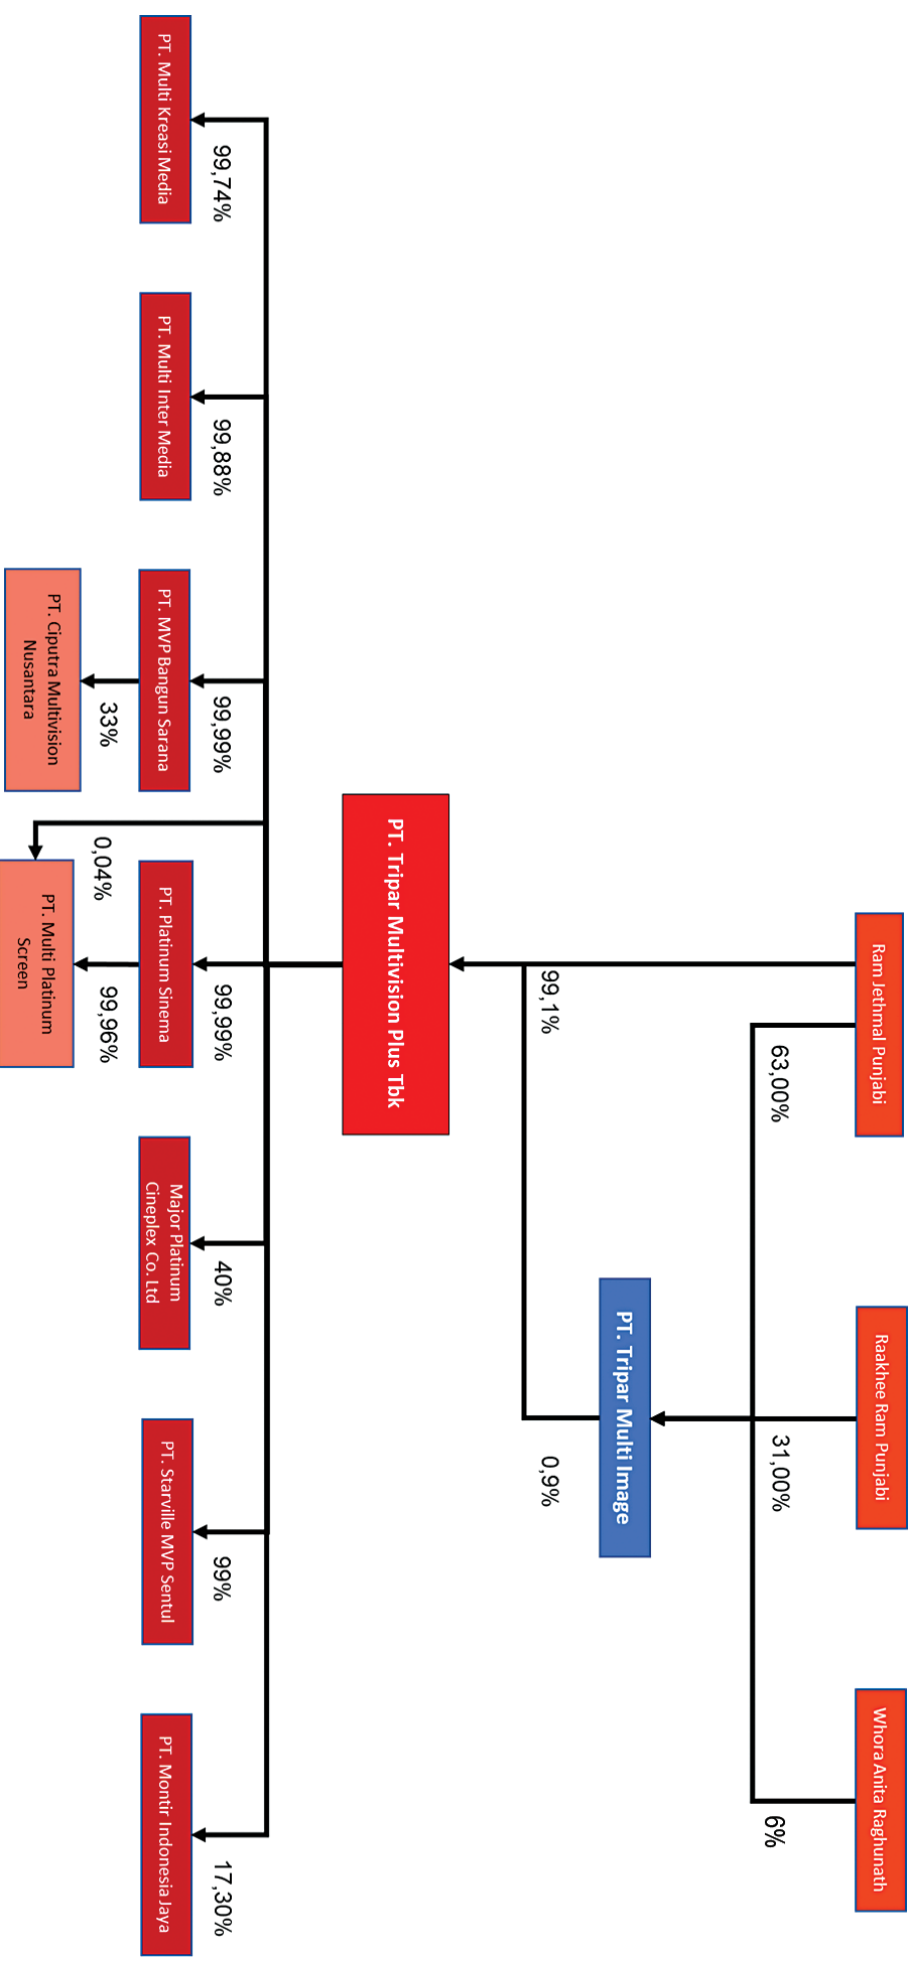 Ram Jethmal Punjabi
Raakhee Ram Punjabi
Whora Anita Raghunath
63,00%
31,00%
6%
PT. Tripar Multi Image
99,1%
0,9%
PT. Tripar Multivision Plus Tbk
99,74%
99,88%
99,99%
99,99%
40%
99%
17,30%
PT. Multi Kreasi Media
PT. Multi Inter Media
PT. MVP Bangun Sarana
PT. Platinum Sinema
Major Platinum
Cineplex Co. Ltd
PT. Starville MVP Sentul
PT. Montir Indonesia Jaya
33%
0,04%
99,96%
PT. Ciputra Multivision
Nusantara
PT. Multi Platinum
Screen